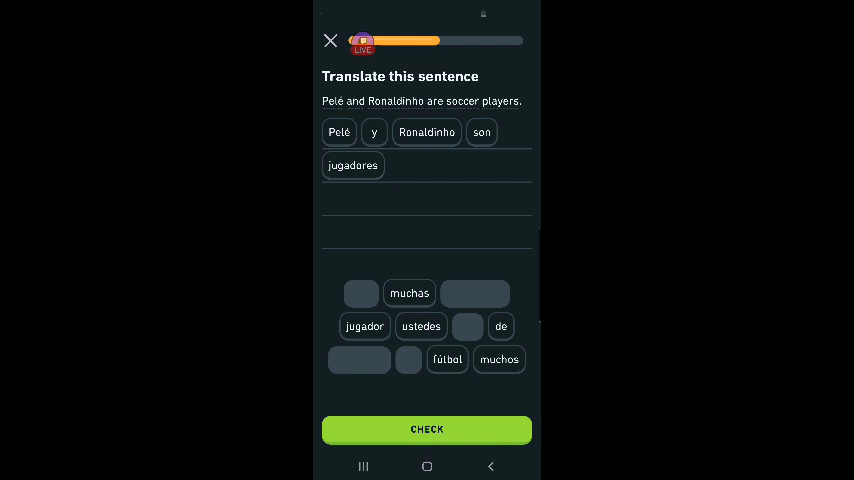 LIVE
Translate this sentence
Pelé and Ronaldinho are soccer players.
Pelé y Ronaldinho son
jugadores
muchas
jugador ustedes de
fútbol muchos
CHECK